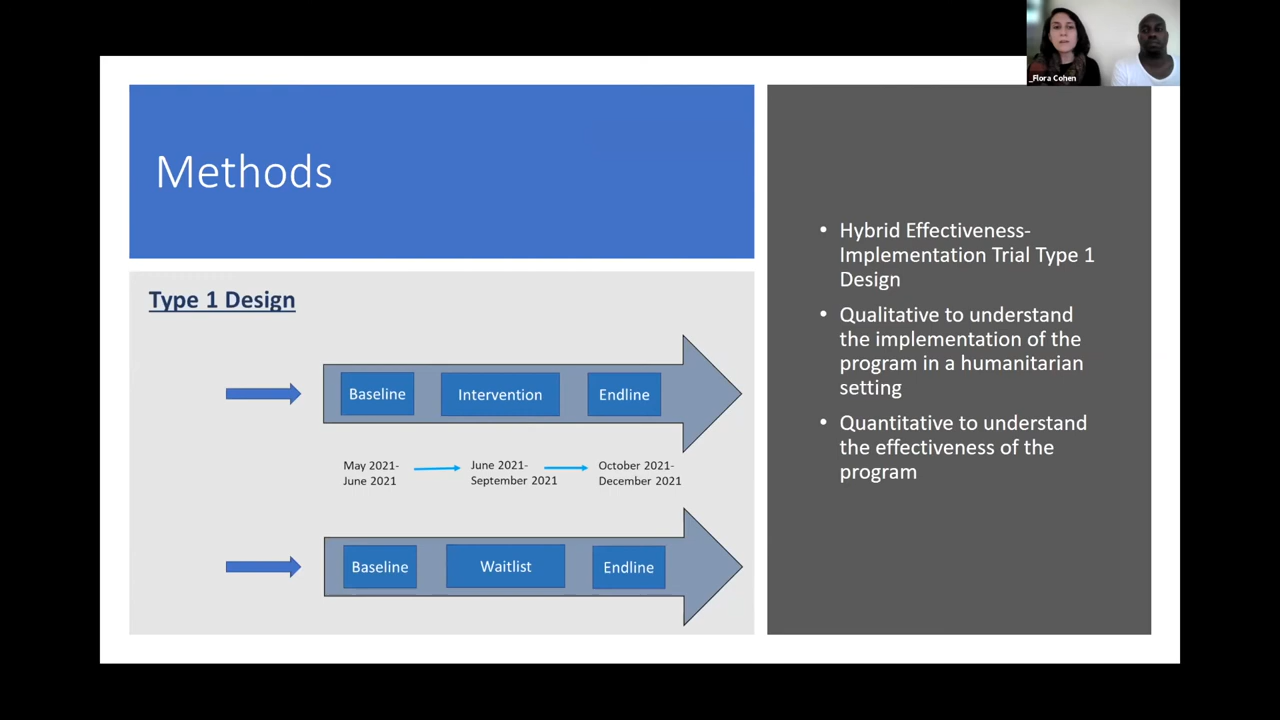 _Flora Cohen
Methods
Type 1 Design
Baseline
Intervention
Endline
May 2021-
June 2021
June 2021-
September 2021
October 2021-
December 2021
Baseline
Waitlist
Endline
• Hybrid Effectiveness-
Implementation Trial Type 1
Design
• Qualitative to understand
the implementation of the
program in a humanitarian
setting
• Quantitative to understand
the effectiveness of the
program